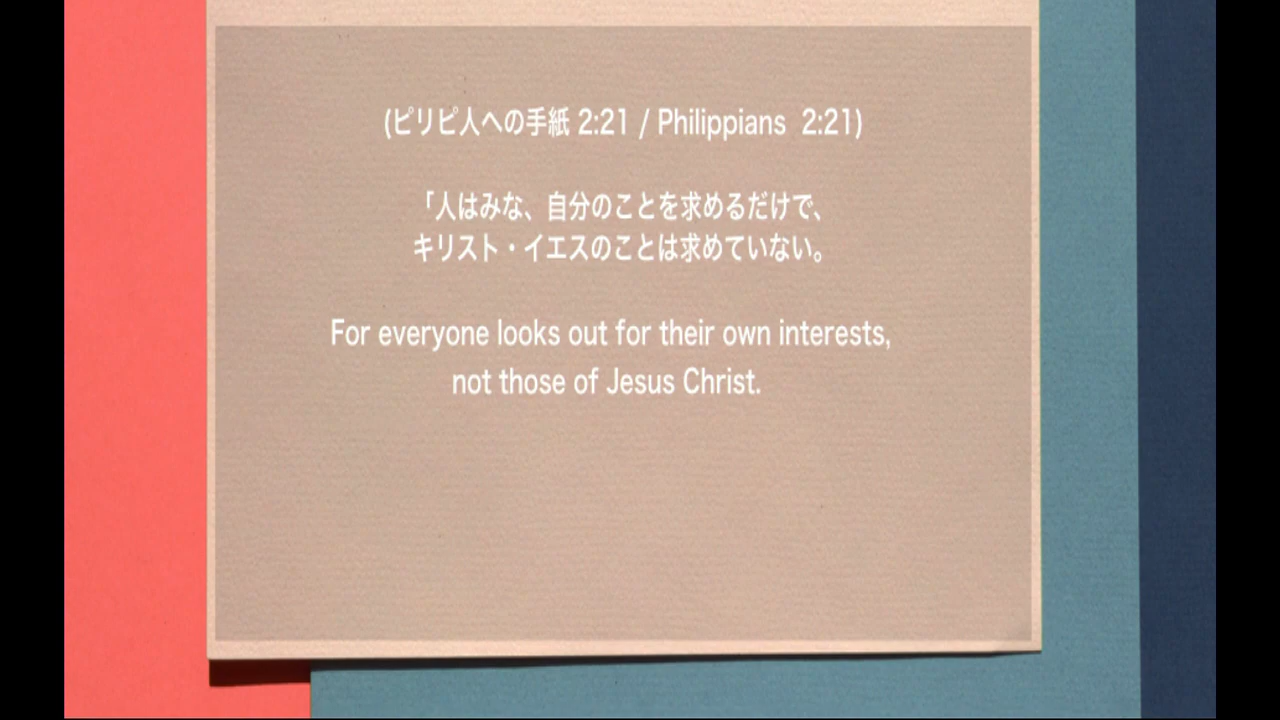 (ピリピ人への手紙 2:21 / Philippians  2:21)
「人はみな、自分のことを求めるだけで、
キリスト・イエスのことは求めていない。
For everyone looks out for their own interests,
not those of Jesus Christ.